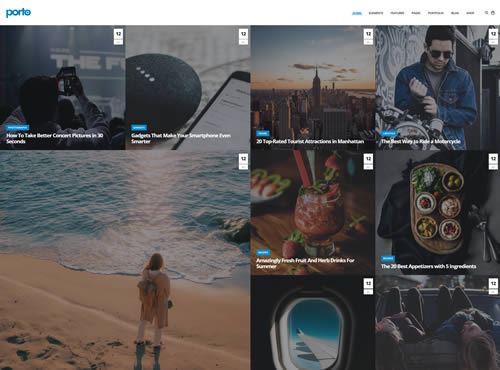 porto
HOME ELEMENTS FEATURES PAGES PORTFOLIO BLOG SHOP
12
12
12
12
How To Take Better Concert Pictures in 30
Seconds
GADGETS
Gadgets That Make Your Smartphone Even
Smarter
20 Top-Rated Tourist Attractions in Manhattan
LIFESTYLE
The Best Way to Ride a Motorcycle
12
12
12
RECIPES
Amazingly Fresh Fruit And Herb Drinks For
Summer
RECIPES
The 20 Best Appetizers with 5 Ingredients
12
12